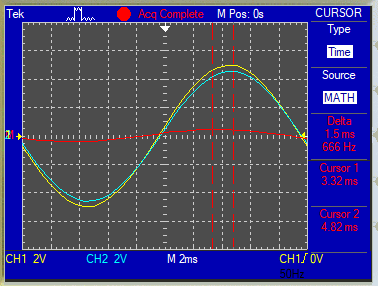 Tek Acq Complete M Pos: 0s CURSOR
Type
Time
Source
MATH
Delta
1.5 ms
666 Hz
Cursor 1
3.32 ms
Cursor 2
4.82 ms
CH1 2V CH2 2V M 2ms CH1/ 0V